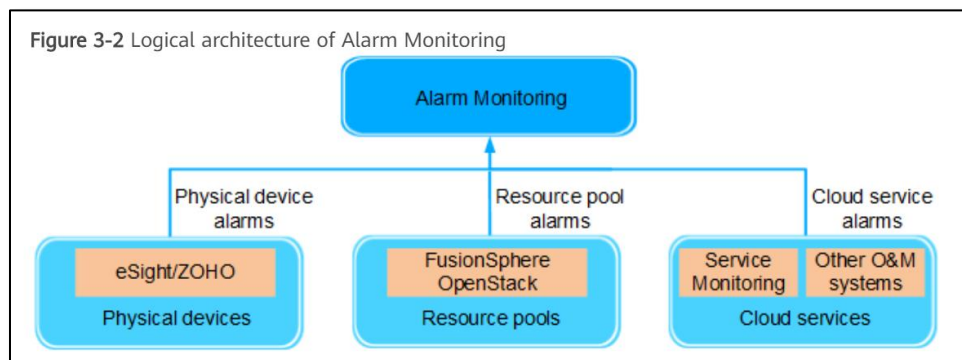 Figure 3-2 Logical architecture of Alarm Monitoring
Alarm Monitoring
Physical device
alarms
Resource pool
alarms
Cloud service
alarms
eSight/ZOHO
Physical devices
FusionSphere
OpenStack
Resource pools
Service
Monitoring
Other O&M
systems
Cloud services